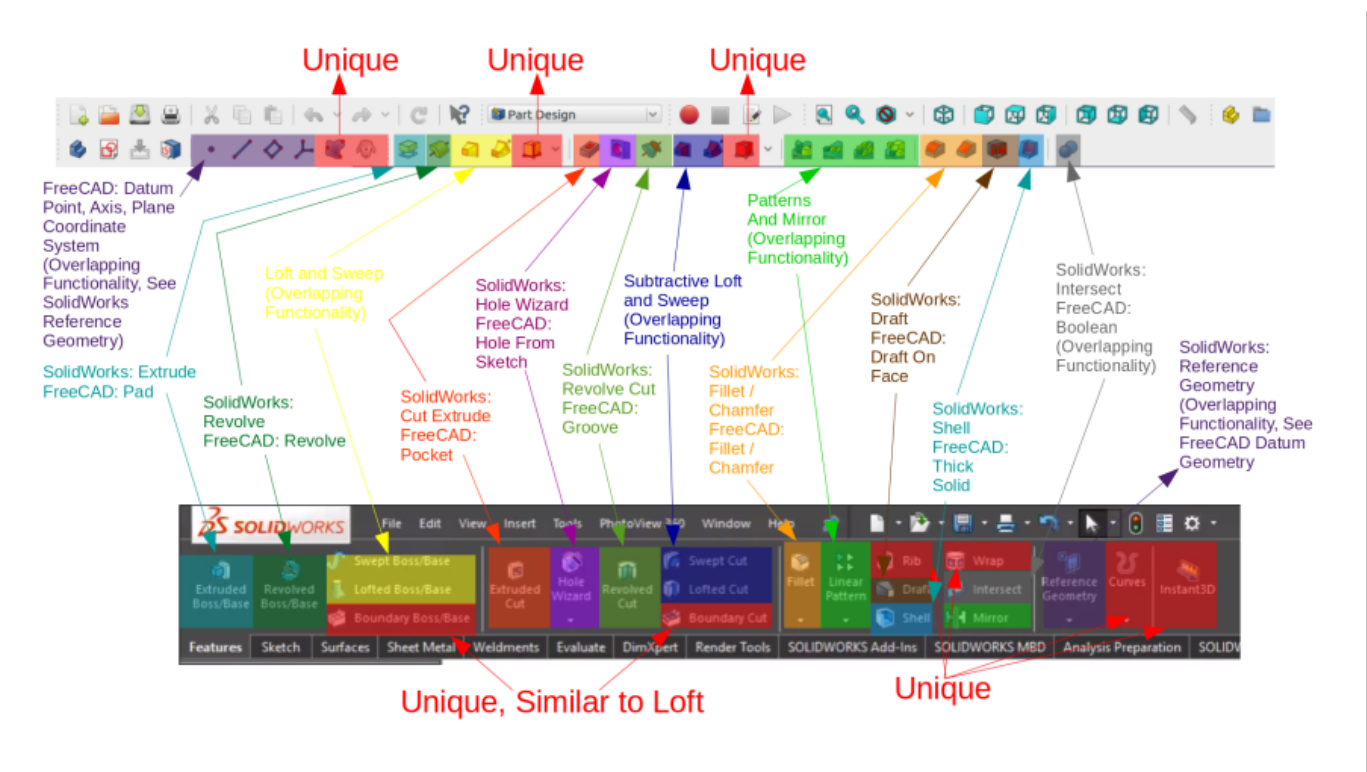 Unique
Unique
Unique
Part Design
FreeCAD: Datum
Point, Axis, Plane
Coordinate
System
(Overlapping
Functionality, See
SolidWorks
Reference
Geometry)
SolidWorks: Extrude
FreeCAD: Pad
SolidWorks:
Revolve
FreeCAD: Revolve
Loft and Sweep
(Overlapping
Functionality)
SolidWorks:
Cut Extrude
FreeCAD:
Pocket
SolidWorks:
Hole Wizard
FreeCAD:
Hole From
Sketch
SolidWorks:
Revolve Cut
FreeCAD:
Groove
Subtractive Loft
and Sweep
(Overlapping
Functionality)
SolidWorks:
Fillet /
Chamfer
FreeCAD:
Fillet /
Chamfer
Patterns
And Mirror
(Overlapping
Functionality)
SolidWorks:
Draft
FreeCAD:
Draft On
Face
SolidWorks:
Shell
FreeCAD:
Thick
Solid
SolidWorks:
Intersect
FreeCAD:
Boolean
(Overlapping
Functionality)
SolidWorks:
Reference
Geometry
(Overlapping
Functionality, See
FreeCAD Datum
Geometry
SOLIDWORKS File Edit View Insert Tools PhotoView 360 Window Help
Extruded
Boss/Base
Revolved
Boss/Base
Swept Boss/Base
Lofted Boss/Base
Boundary Boss/Base
Extruded
Cut
Hole
Wizard
Revolved
Cut
Swept Cut
Lofted Cut
Boundary Cut
Fillet
Linear
Pattern
Rib
Draft
Shell
Wrap
Intersect
Mirror
Reference
Geometry
Curves
Instant3D
Features Sketch Surfaces Sheet Metal Weldments Evaluate DimXpert Render Tools SOLIDWORKS Add-Ins SOLIDWORKS MBD Analysis Preparation SOLIDW
Unique, Similar to Loft
Unique